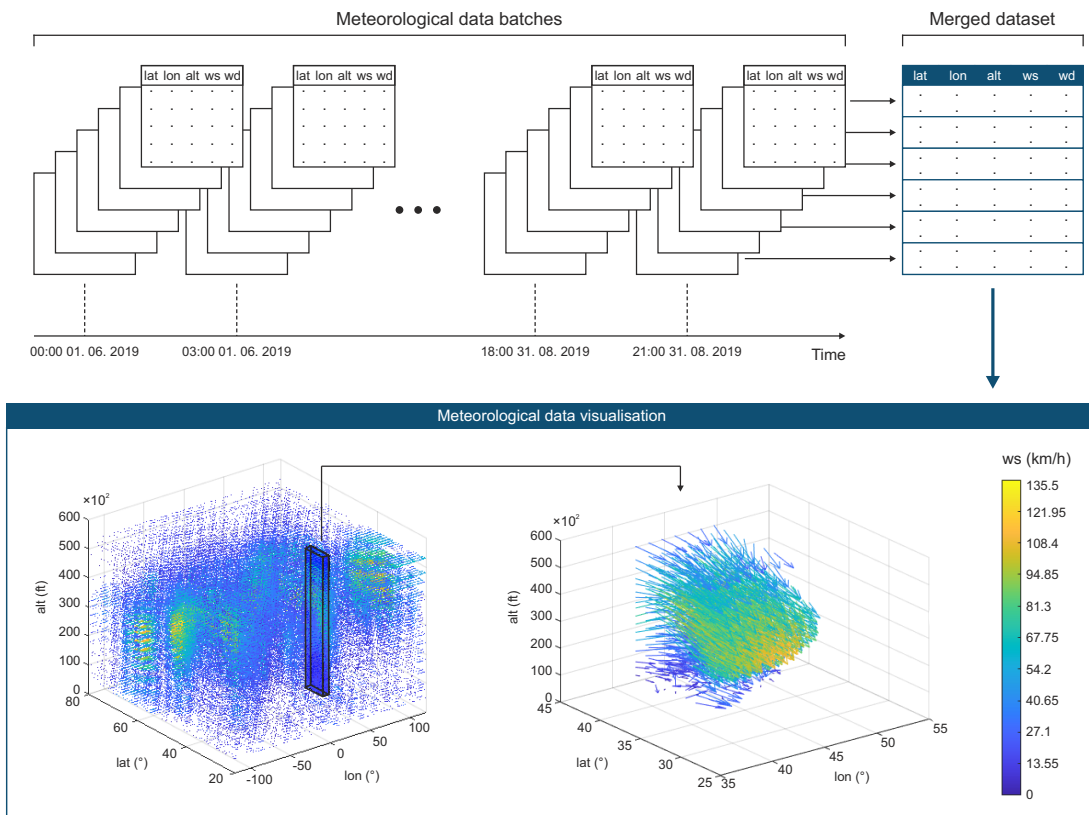 Meteorological data batches
Merged dataset
lat lon alt ws wd
lat lon alt ws wd
lat lon alt ws wd
lat lon alt ws wd
lat lon alt ws wd
00:00 01. 06. 2019
03:00 01. 06. 2019
18:00 31. 08. 2019
21:00 31. 08. 2019
Time
Meteorological data visualisation
×10²
600
500
400
300
200
100
0
alt (ft)
80
60
40
20
lat (°)
-100
-50
0
50
100
lon (°)
×10²
600
500
400
300
200
100
0
alt (ft)
45
40
35
30
25
lat (°)
35
40
45
50
55
lon (°)
ws (km/h)
135.5
121.95
108.4
94.85
81.3
67.75
54.2
40.65
27.1
13.55
0